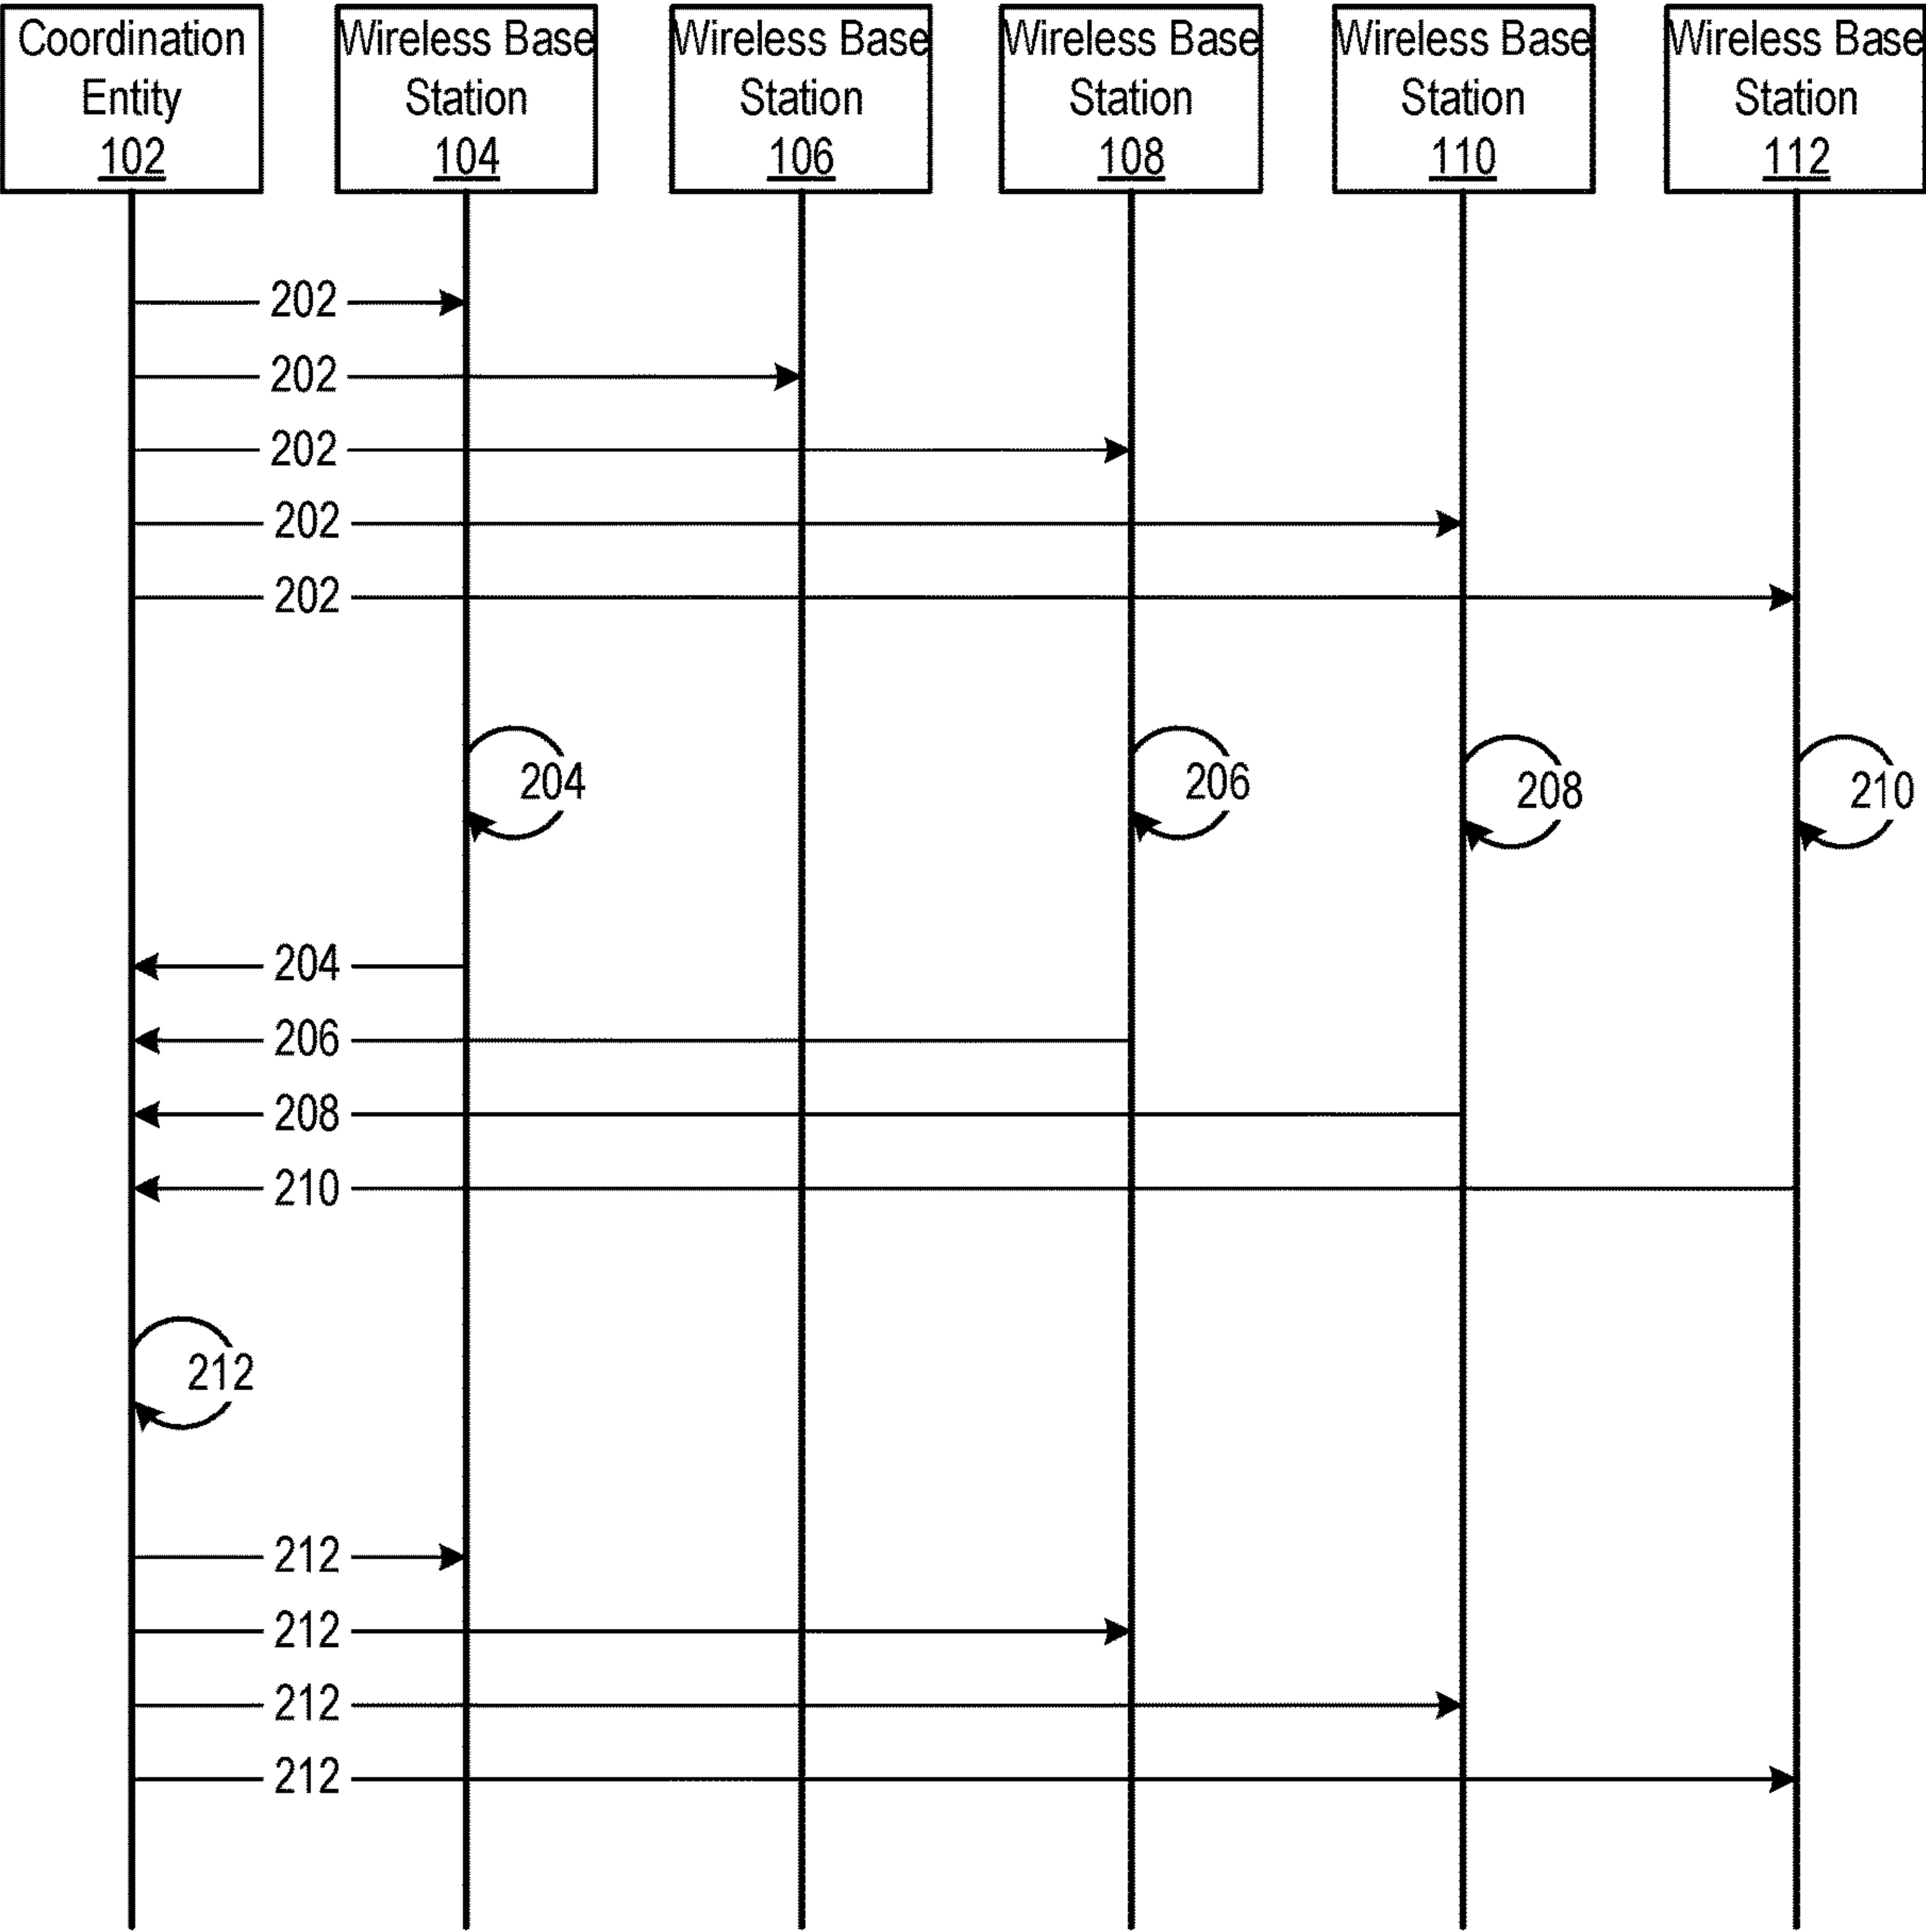 Coordination
Entity
102
Wireless Base
Station
104
Wireless Base
Station
106
Wireless Base
Station
108
Wireless Base
Station
110
Wireless Base
Station
112
202
202
202
202
202
204
206
208
210
204
206
208
210
212
212
212
212
212